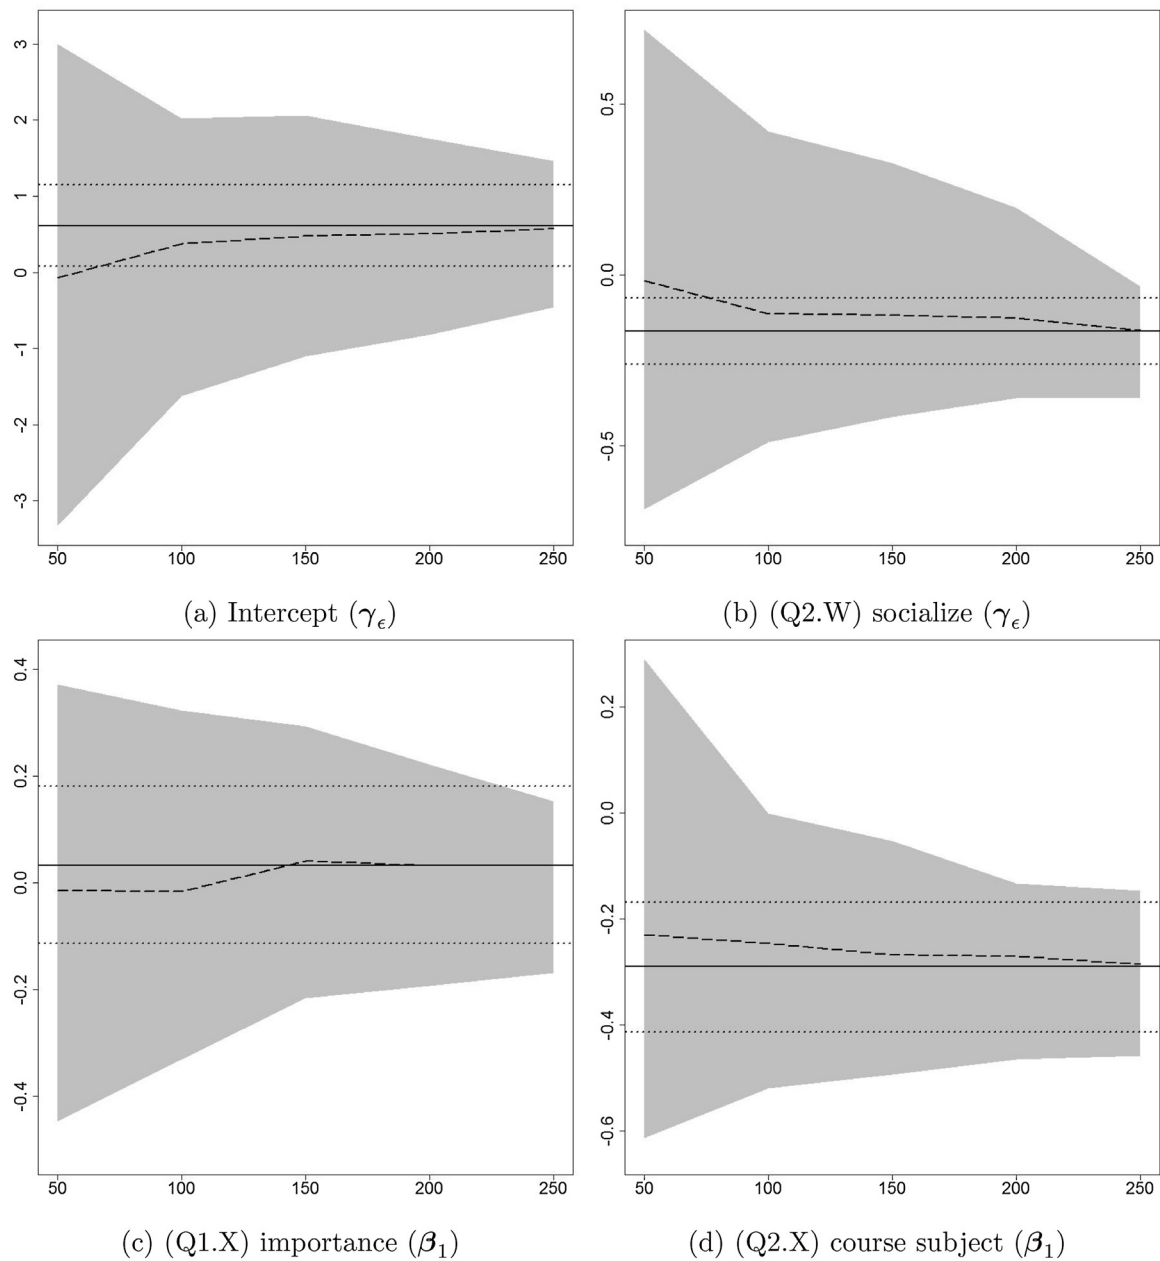 3
2
1
0
-1
-2
-3
50 100 150 200 250
(a) Intercept (γϵ)
0.5
0.0
-0.5
50 100 150 200 250
(b) (Q2.W) socialize (γϵ)
0.4
0.2
0.0
-0.2
-0.4
50 100 150 200 250
(c) (Q1.X) importance (β₁)
0.2
0.0
-0.2
-0.4
-0.6
50 100 150 200 250
(d) (Q2.X) course subject (β₁)